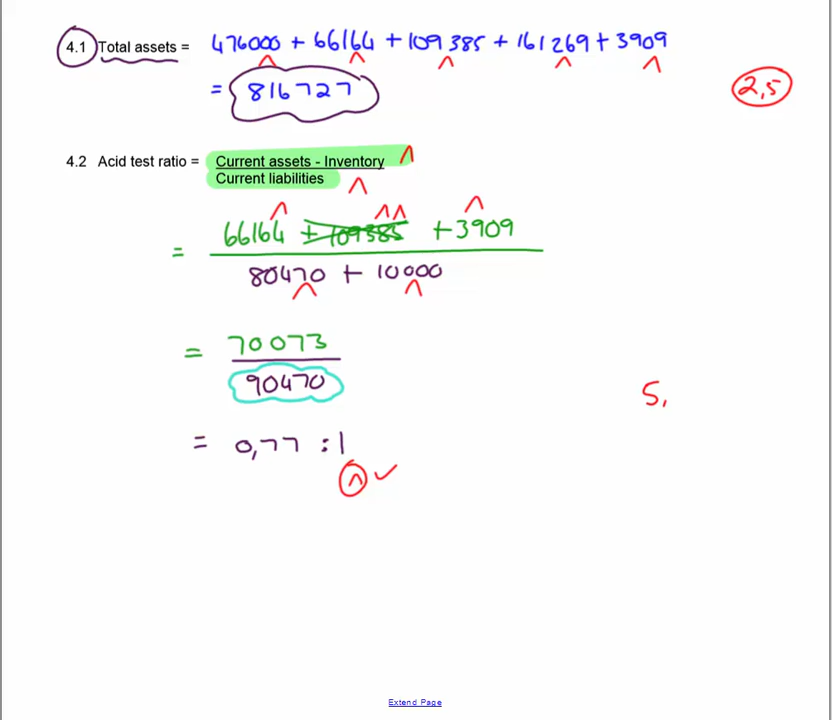 4.1 Total assets = 476000 + 66164 + 109385 + 161269 + 3909
= 816727
2,5
4.2 Acid test ratio = Current assets - Inventory
Current liabilities
= 66164 + 109385 + 3909
80470 + 10000
= 70073
90470
5,
= 0,77 : 1
Extend Page